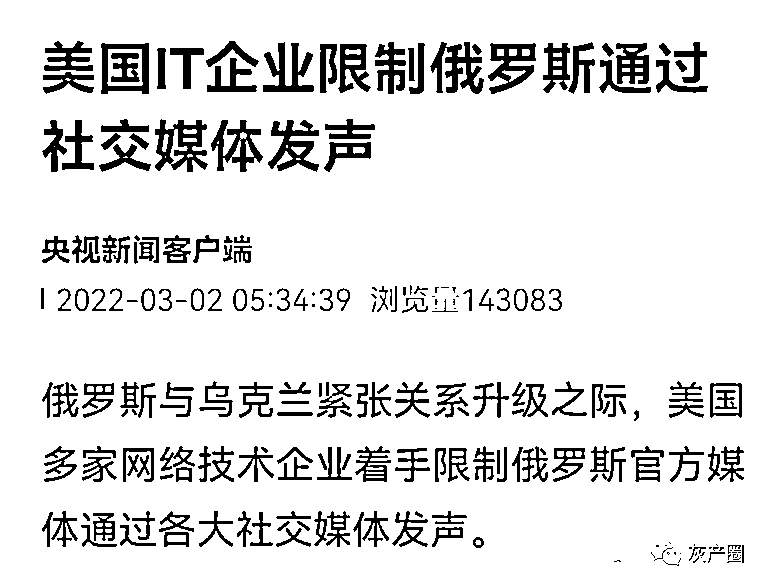 美国IT企业限制俄罗斯通过
社交媒体发声
央视新闻客户端
2022-03-02 05:34:39 浏览量143083
俄罗斯与乌克兰紧张关系升级之际，美国
多家网络技术企业着手限制俄罗斯官方媒
体通过各大社交媒体发声。
灰产圈